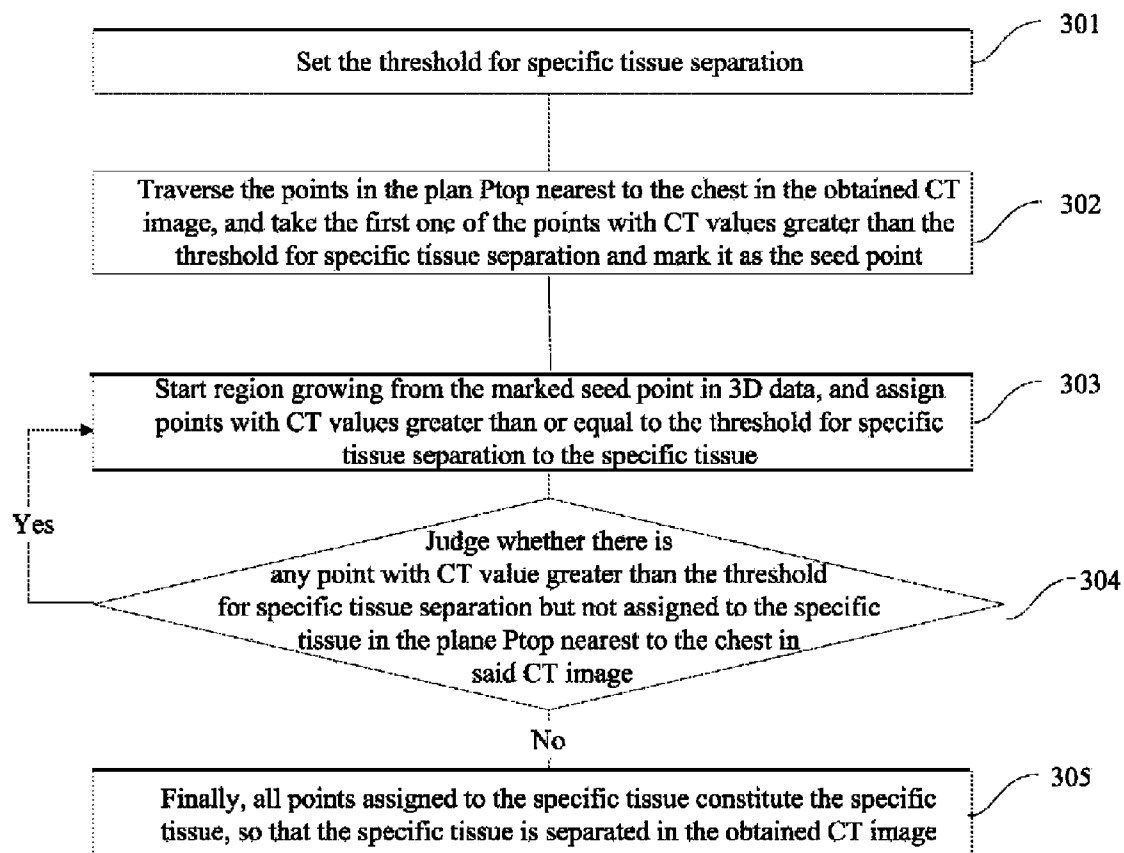 301
Set the threshold for specific tissue separation
Traverse the points in the plan Ptop nearest to the chest in the obtained CT
image, and take the first one of the points with CT values greater than the
threshold for specific tissue separation and mark it as the seed point
302
Start region growing from the marked seed point in 3D data, and assign
points with CT values greater than or equal to the threshold for specific
tissue separation to the specific tissue
303
Yes
Judge whether there is
any point with CT value greater than the threshold
for specific tissue separation but not assigned to the specific
tissue in the plane Ptop nearest to the chest in
said CT image
304
No
305
Finally, all points assigned to the specific tissue constitute the specific
tissue, so that the specific tissue is separated in the obtained CT image